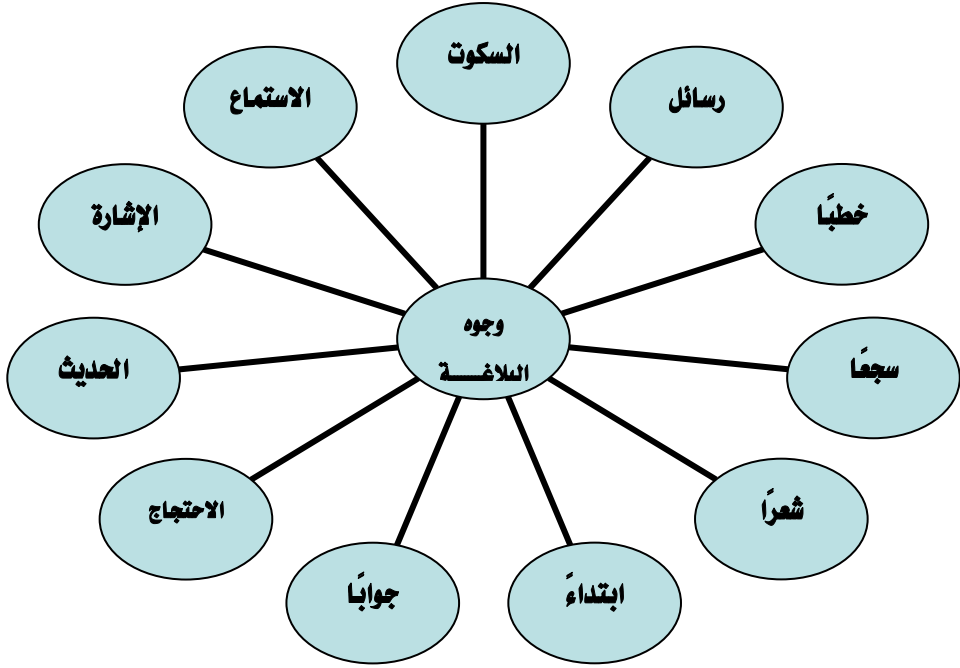 السكوت
رسائل
الاستماع
خطبًا
الإشارة
وجوه
البلاغـــــة
سجعًا
الحديث
شعرًا
الاحتجاج
ابتداءً
جوابًا